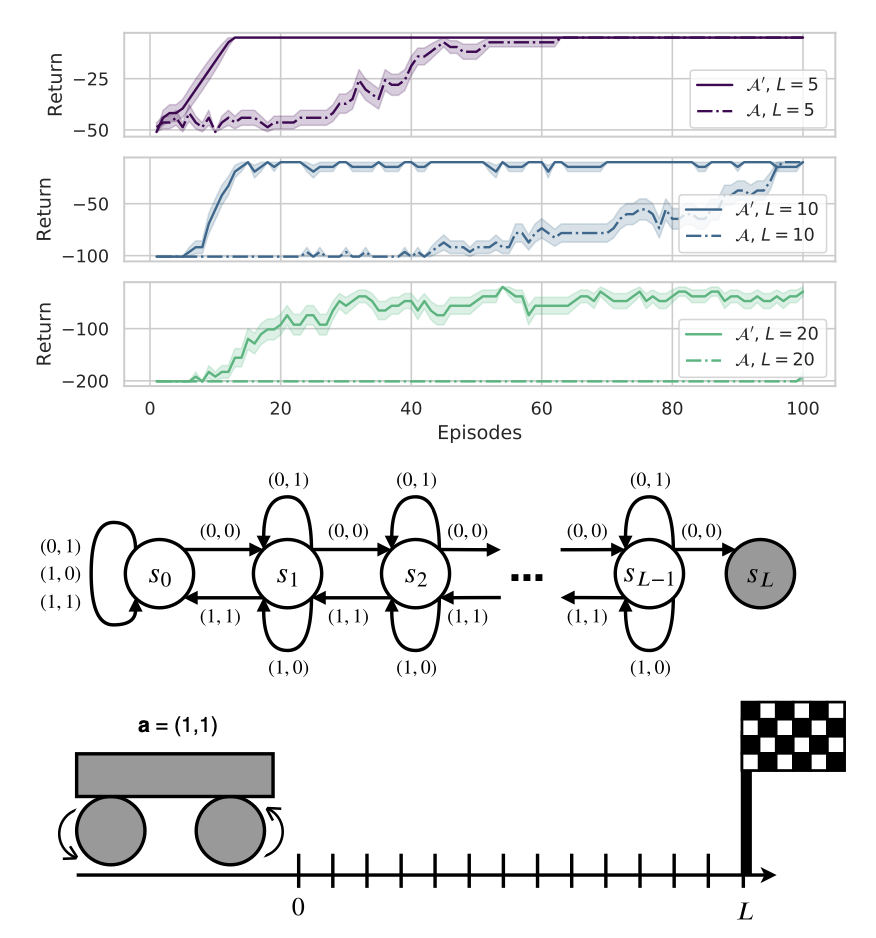 Return
−25
−50
𝒜′, L = 5
𝒜, L = 5
Return
−50
−100
𝒜′, L = 10
𝒜, L = 10
Return
−100
−200
𝒜′, L = 20
𝒜, L = 20
0 20 40 60 80 100
Episodes
(0, 1) (0, 1) (0, 1)
(0, 1) (0, 0) (0, 0) (0, 0) (0, 0) (0, 0)
(1, 0) s0 s1 s2 ... sL−1 sL
(1, 1) (1, 1) (1, 1) (1, 1) (1, 1)
(1, 0) (1, 0) (1, 0)
a = (1,1)
0 L